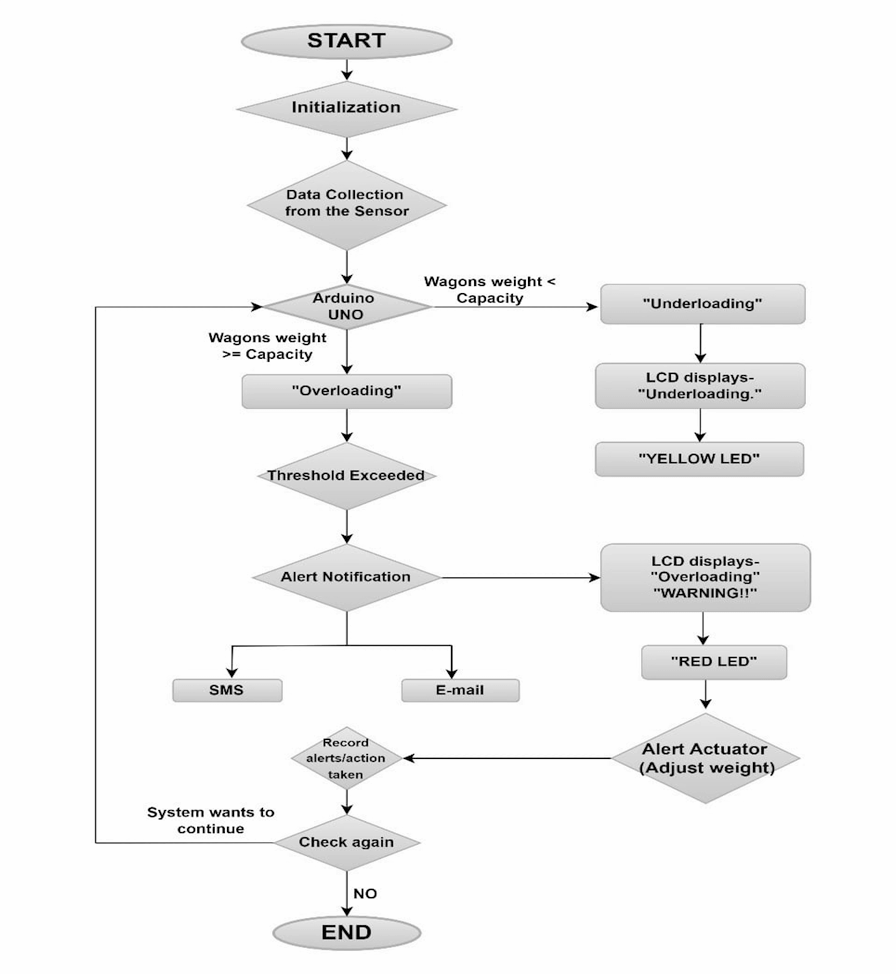 START
Initialization
Data Collection
from the Sensor
Arduino
UNO
Wagons weight <
Capacity
"Underloading"
LCD displays-
"Underloading."
"YELLOW LED"
Wagons weight
>= Capacity
"Overloading"
Threshold Exceeded
Alert Notification
LCD displays-
"Overloading"
"WARNING!!"
"RED LED"
SMS
E-mail
Alert Actuator
(Adjust weight)
Record
alerts/action
taken
System wants to
continue
Check again
NO
END